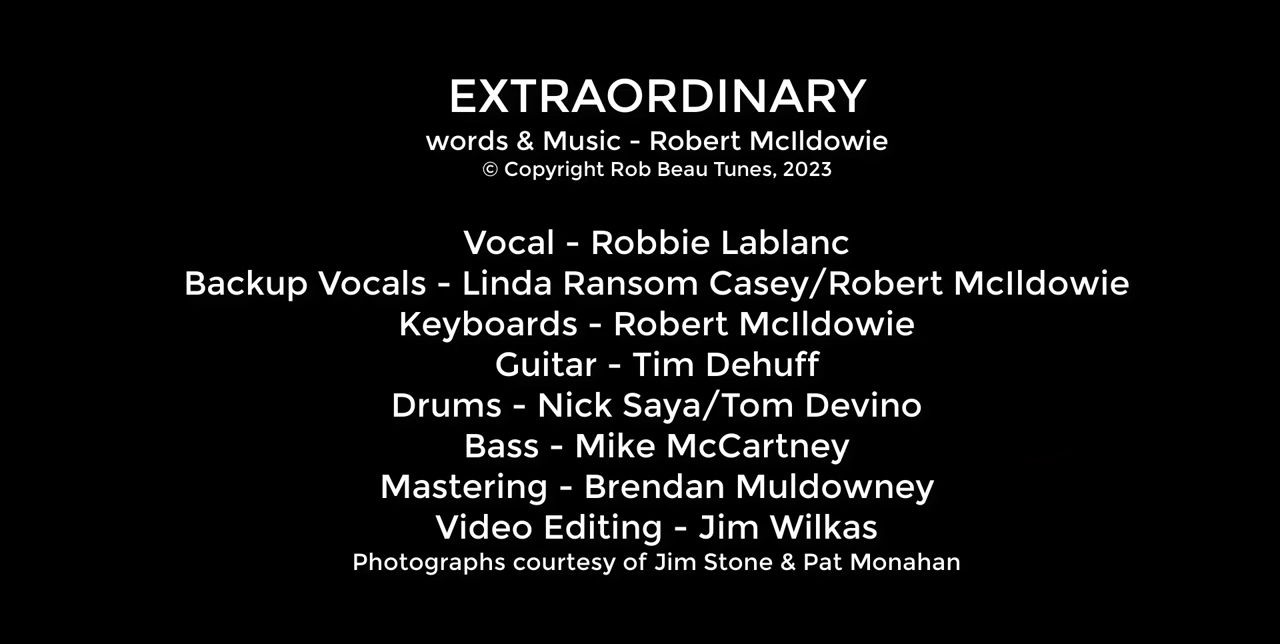 EXTRAORDINARY
words & Music - Robert McIldowie
© Copyright Rob Beau Tunes, 2023
Vocal - Robbie Lablanc
Backup Vocals - Linda Ransom Casey/Robert McIldowie
Keyboards - Robert McIldowie
Guitar - Tim Dehuff
Drums - Nick Saya/Tom Devino
Bass - Mike McCartney
Mastering - Brendan Muldowney
Video Editing - Jim Wilkas
Photographs courtesy of Jim Stone & Pat Monahan